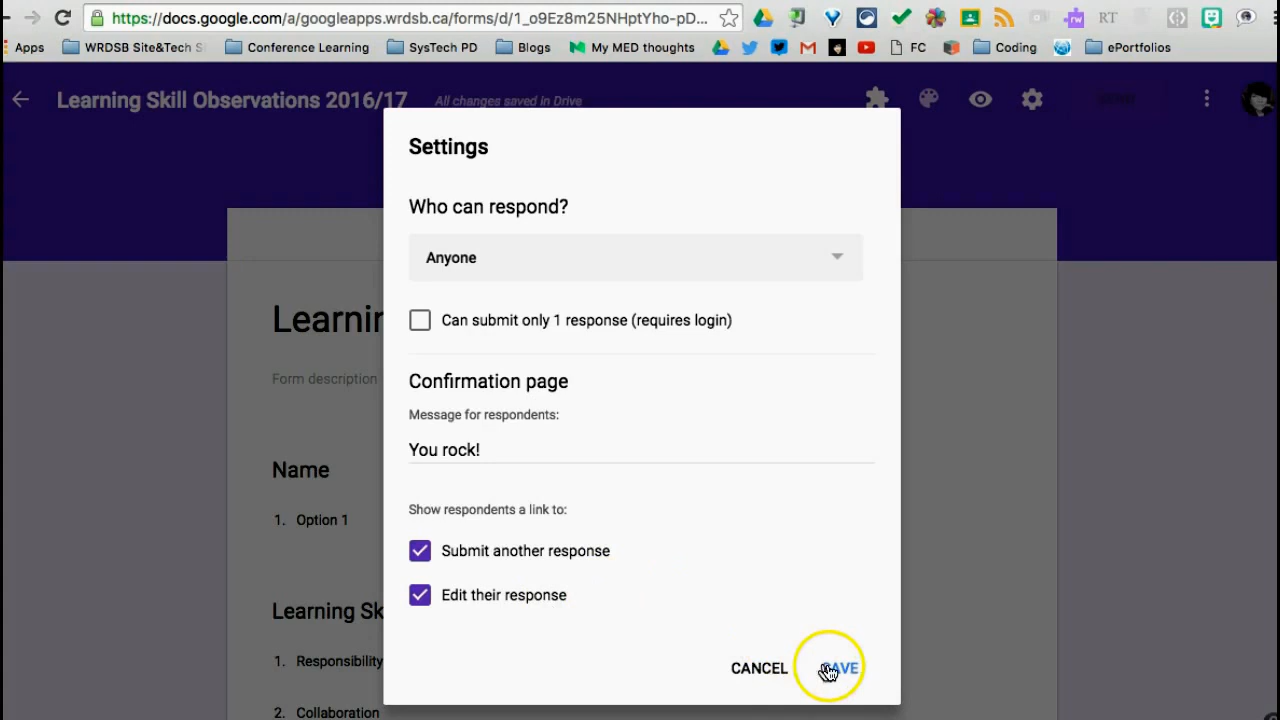 https://docs.google.com/a/googleapps.wrdsb.ca/forms/d/1_o9Ez8m25NHptYho-pD...
Apps WRDSB Site&Tech S Conference Learning SysTech PD Blogs My MED thoughts FC Coding ePortfolios
Learning Skill Observations 2016/17 All changes saved in Drive
RT
Settings
Who can respond?
Anyone
Can submit only 1 response (requires login)
Confirmation page
Message for respondents:
You rock!
Show respondents a link to:
Submit another response
Edit their response
CANCEL SAVE
Learnin
Form description
Name
1. Option 1
Learning Sk
1. Responsibility
2. Collaboration